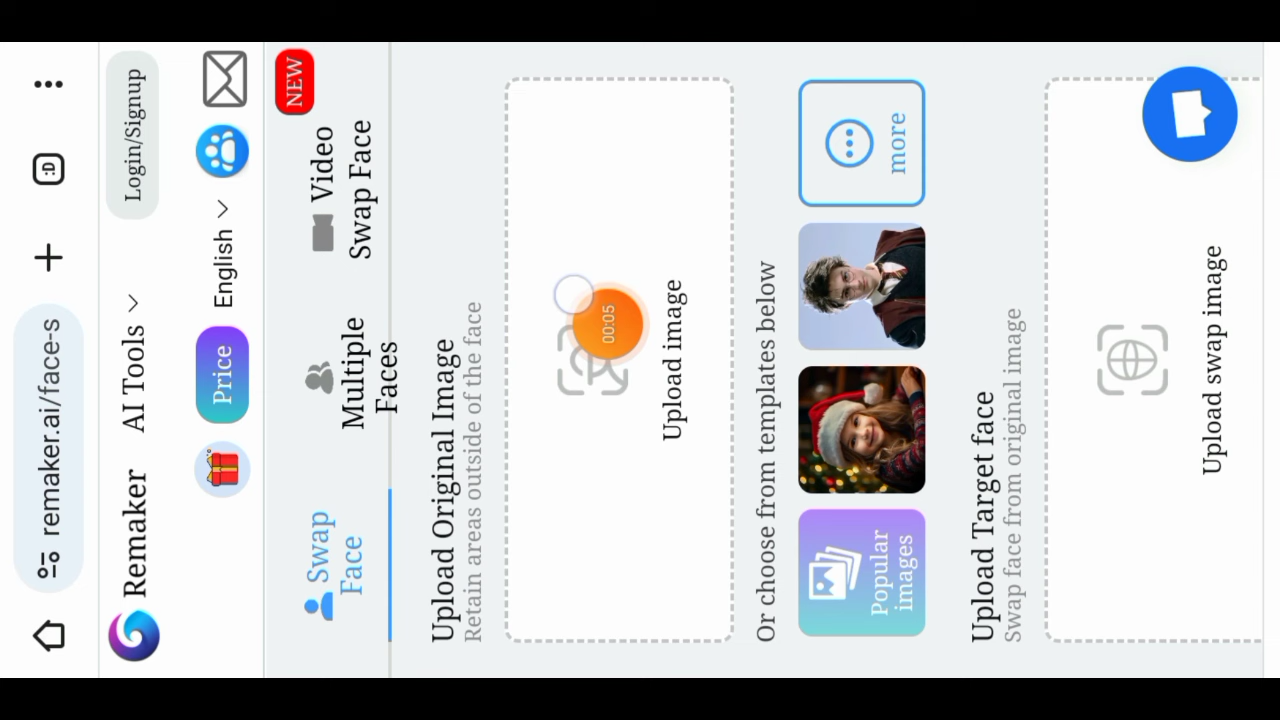 :D
remaker.ai/face-s
Remaker
AI Tools
Login/Signup
Price
English
NEW
Swap
Face
Multiple
Faces
Video
Swap Face
Upload Original Image
Retain areas outside of the face
00:05
Upload image
Or choose from templates below
Popular
images
more
Upload Target face
Swap face from original image
Upload swap image